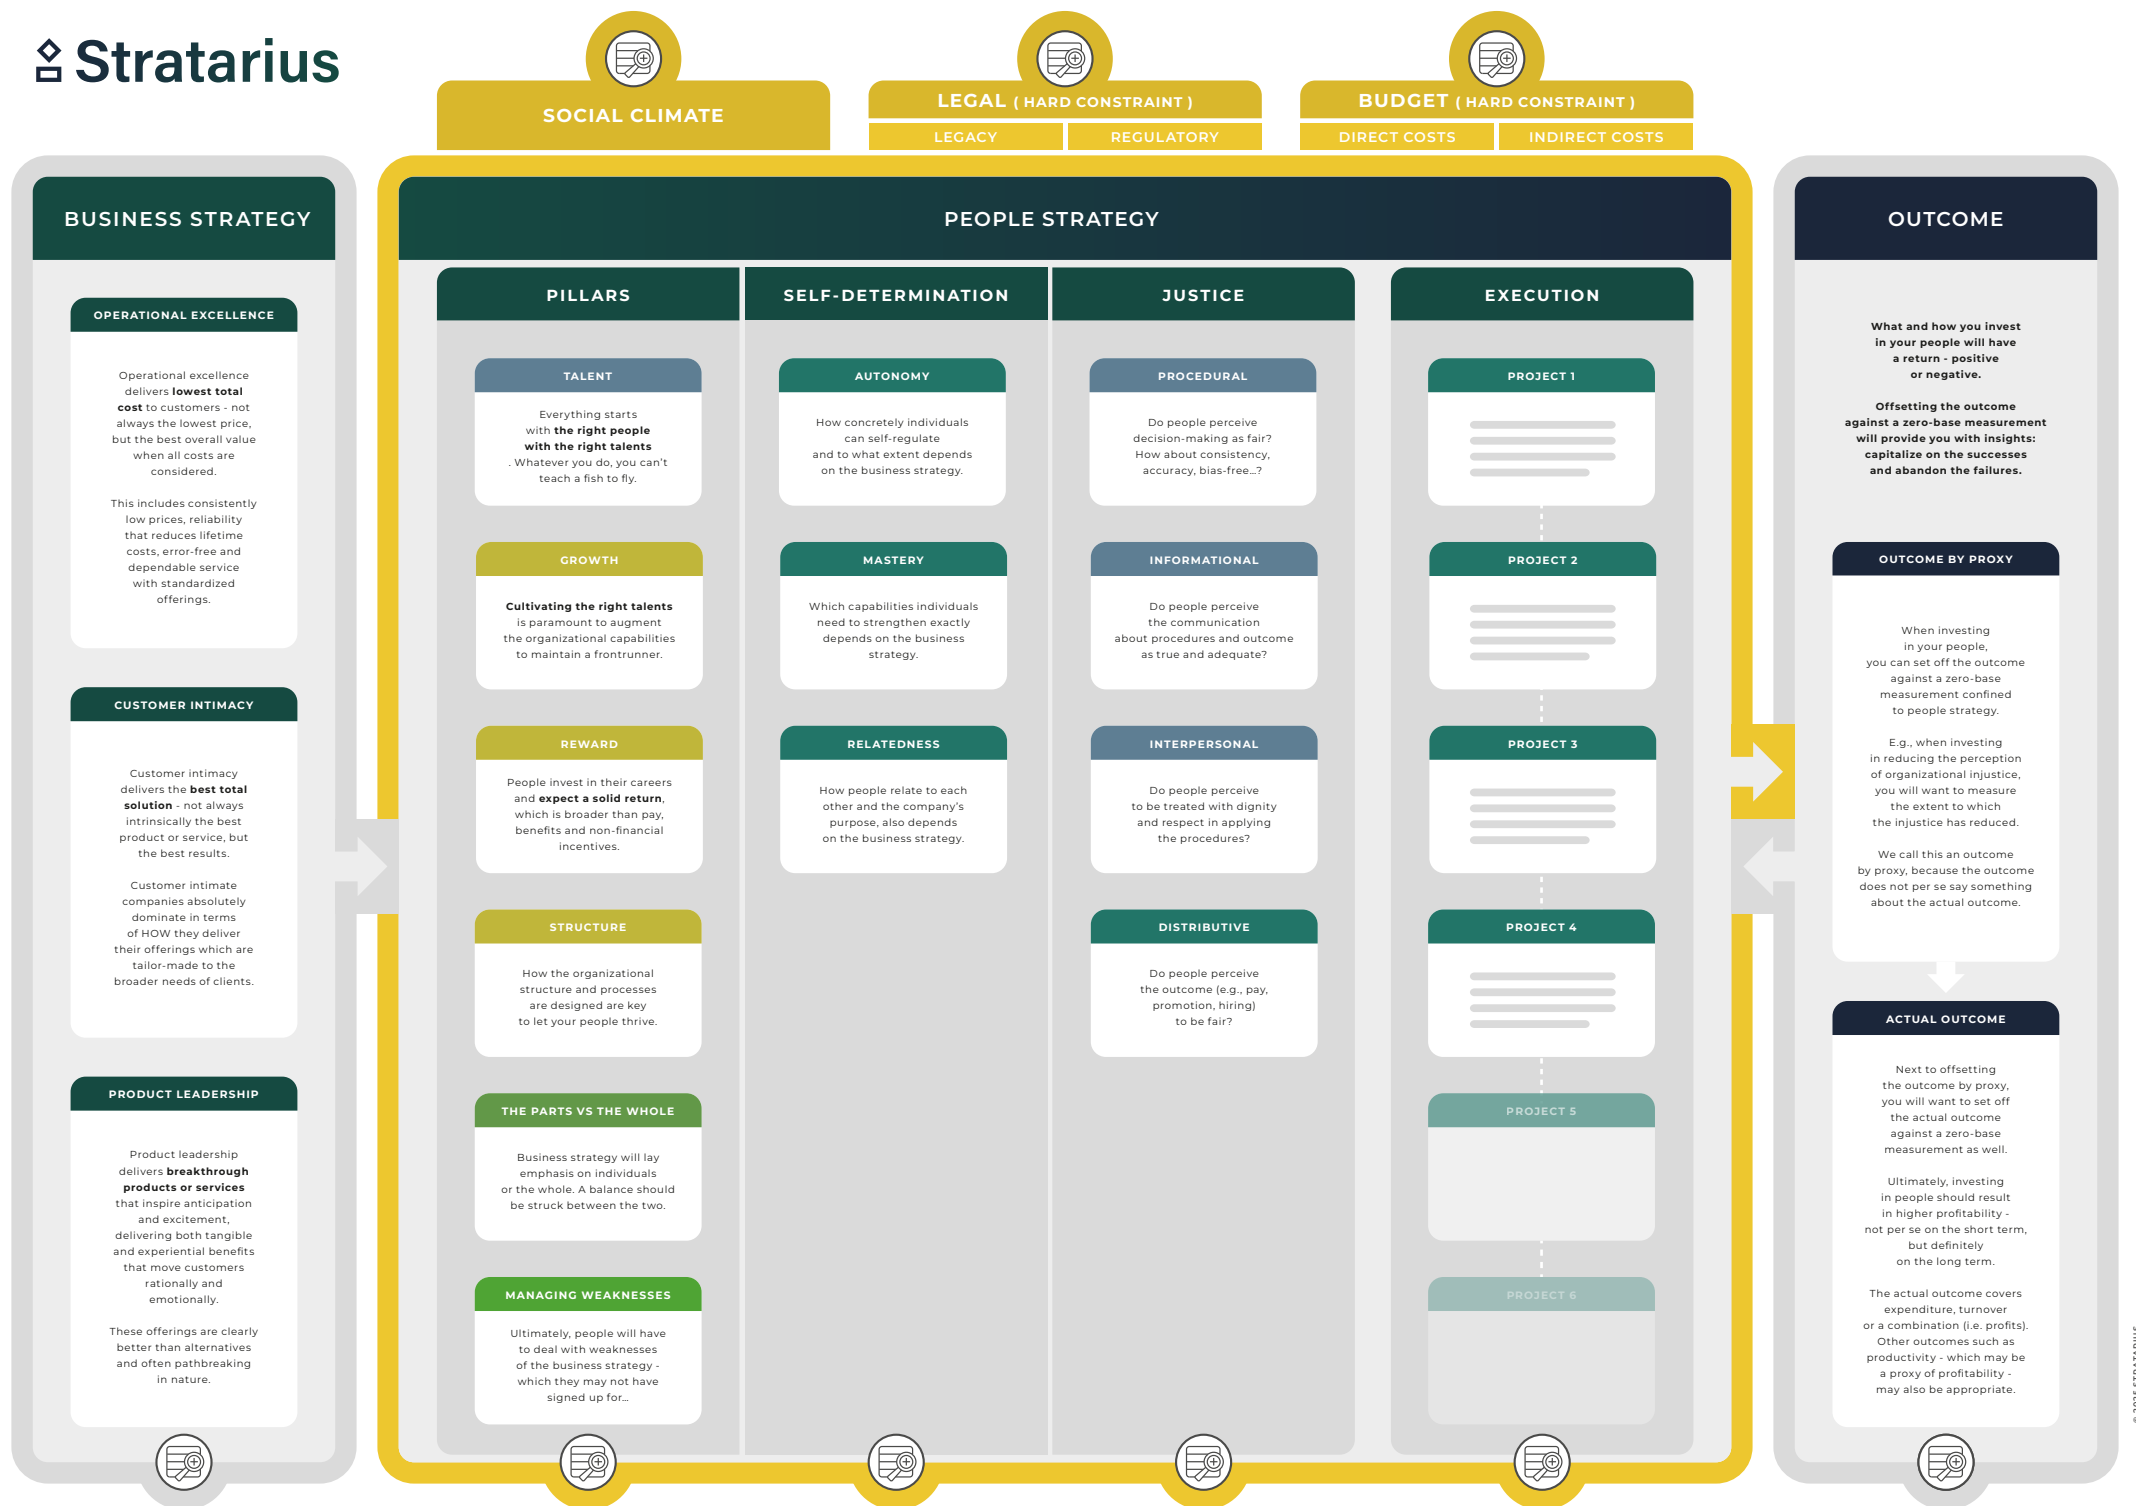 Stratarius
SOCIAL CLIMATE
LEGAL ( HARD CONSTRAINT )
LEGACY
REGULATORY
BUDGET ( HARD CONSTRAINT )
DIRECT COSTS
INDIRECT COSTS
BUSINESS STRATEGY
OPERATIONAL EXCELLENCE
Operational excellence
delivers lowest total
cost to customers - not
always the lowest price,
but the best overall value
when all costs are
considered.
This includes consistently
low prices, reliability
that reduces lifetime
costs, error-free and
dependable service
with standardized
offerings.
CUSTOMER INTIMACY
Customer intimacy
delivers the best total
solution - not always
intrinsically the best
product or service, but
the best results.
Customer intimate
companies absolutely
dominate in terms
of HOW they deliver
their offerings which are
tailor-made to the
broader needs of clients.
PRODUCT LEADERSHIP
Product leadership
delivers breakthrough
products or services
that inspire anticipation
and excitement,
delivering both tangible
and experiential benefits
that move customers
rationally and
emotionally.
These offerings are clearly
better than alternatives
and often pathbreaking
in nature.
PEOPLE STRATEGY
PILLARS
TALENT
Everything starts
with the right people
with the right talents
. Whatever you do, you can't
teach a fish to fly.
GROWTH
Cultivating the right talents
is paramount to augment
the organizational capabilities
to maintain a frontrunner.
REWARD
People invest in their careers
and expect a solid return,
which is broader than pay,
benefits and non-financial
incentives.
STRUCTURE
How the organizational
structure and processes
are designed are key
to let your people thrive.
THE PARTS VS THE WHOLE
Business strategy will lay
emphasis on individuals
or the whole. A balance should
be struck between the two.
MANAGING WEAKNESSES
Ultimately, people will have
to deal with weaknesses
of the business strategy -
which they may not have
signed up for...
SELF-DETERMINATION
AUTONOMY
How concretely individuals
can self-regulate
and to what extent depends
on the business strategy.
MASTERY
Which capabilities individuals
need to strengthen exactly
depends on the business
strategy.
RELATEDNESS
How people relate to each
other and the company's
purpose, also depends
on the business strategy.
JUSTICE
PROCEDURAL
Do people perceive
decision-making as fair?
How about consistency,
accuracy, bias-free...?
INFORMATIONAL
Do people perceive
the communication
about procedures and outcome
as true and adequate?
INTERPERSONAL
Do people perceive
to be treated with dignity
and respect in applying
the procedures?
DISTRIBUTIVE
Do people perceive
the outcome (e.g., pay,
promotion, hiring)
to be fair?
EXECUTION
PROJECT 1
PROJECT 2
PROJECT 3
PROJECT 4
PROJECT 5
PROJECT 6
OUTCOME
What and how you invest
in your people will have
a return - positive
or negative.
Offsetting the outcome
against a zero-base measurement
will provide you with insights:
capitalize on the successes
and abandon the failures.
OUTCOME BY PROXY
When investing
in your people,
you can set off the outcome
against a zero-base
measurement confined
to people strategy.
E.g., when investing
in reducing the perception
of organizational injustice,
you will want to measure
the extent to which
the injustice has reduced.
We call this an outcome
by proxy, because the outcome
does not per se say something
about the actual outcome.
ACTUAL OUTCOME
Next to offsetting
the outcome by proxy,
you will want to set off
the actual outcome
against a zero-base
measurement as well.
Ultimately, investing
in people should result
in higher profitability -
not per se on the short term,
but definitely
on the long term.
The actual outcome covers
expenditure, turnover
or a combination (i.e. profits).
Other outcomes such as
productivity - which may be
a proxy of profitability -
may also be appropriate.